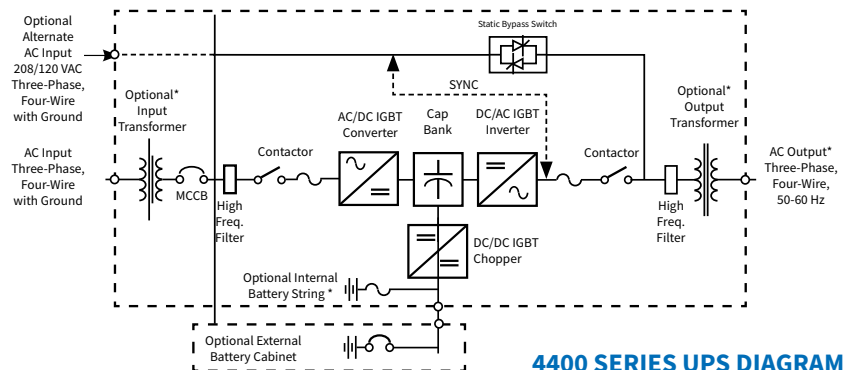 Optional
Alternate
AC Input
208/120 VAC
Three-Phase,
Four-Wire
with Ground
AC Input
Three-Phase,
Four-Wire
with Ground
Optional*
Input
Transformer
MCCB
High
Freq.
Filter
Contactor
AC/DC IGBT
Converter
Cap
Bank
DC/AC IGBT
Inverter
SYNC
Static Bypass Switch
Contactor
High
Freq.
Filter
Optional*
Output
Transformer
AC Output*
Three-Phase,
Four-Wire,
50-60 Hz
DC/DC IGBT
Chopper
Optional Internal
Battery String *
Optional External
Battery Cabinet
4400 SERIES UPS DIAGRAM